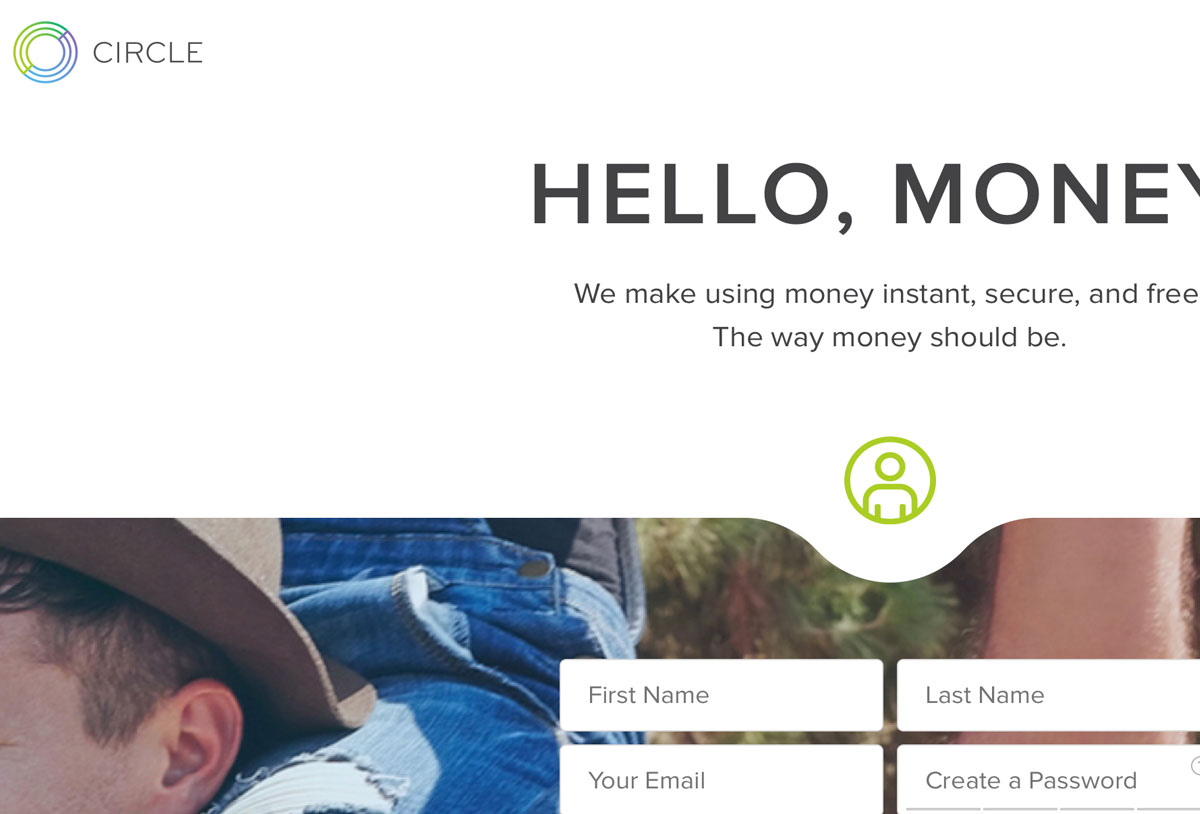 CIRCLE
HELLO, MONEY
We make using money instant, secure, and free
The way money should be.
First Name
Last Name
Your Email
Create a Password